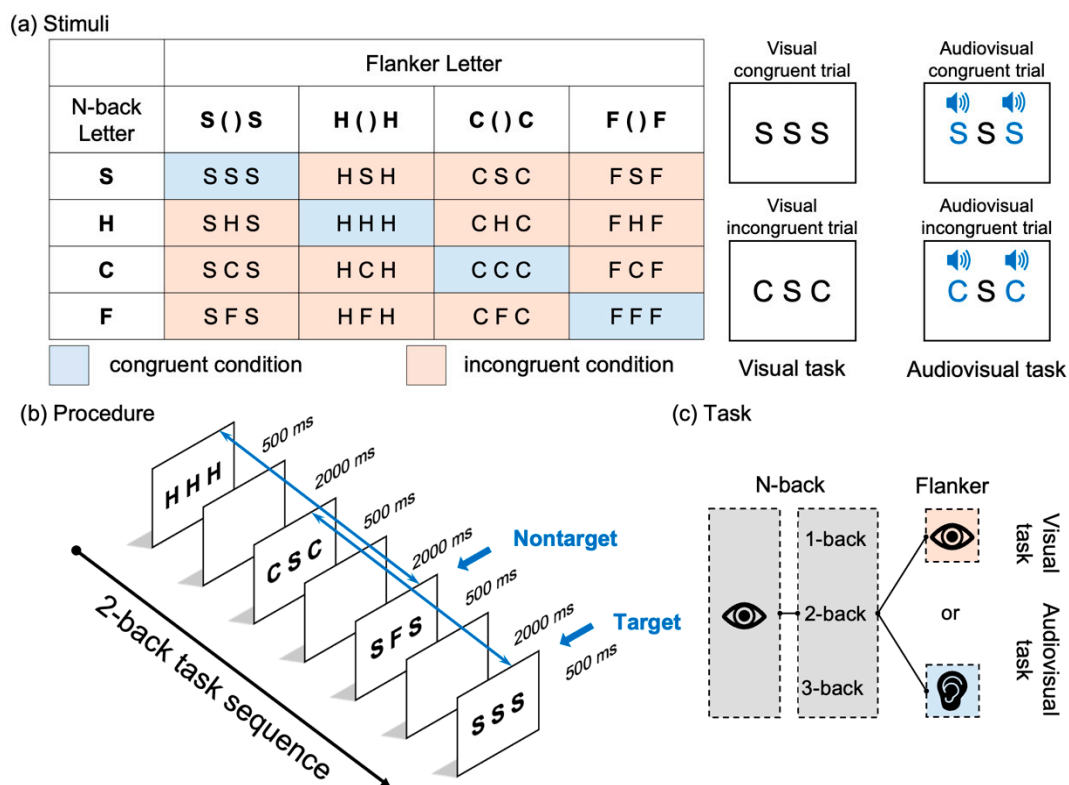 (a) Stimuli
Flanker Letter
N-back
Letter
S ( ) S H ( ) H C ( ) C F ( ) F
S S S S H S H C S C F S F
H S H S H H H C H C F H F
C S C S H C H C C C F C F
F S F S H F H C F C F F F
congruent condition incongruent condition
Visual
congruent trial
S S S
Audiovisual
congruent trial
S S S
Visual
incongruent trial
C S C
Audiovisual
incongruent trial
C S C
Visual task Audiovisual task
(b) Procedure
H H H
500 ms
2000 ms
C S C
500 ms
2000 ms
S F S
500 ms
2000 ms
S S S
500 ms
Nontarget
Target
2-back task sequence
(c) Task
N-back Flanker
1-back
2-back
3-back
or
Visual
task
Audiovisual
task